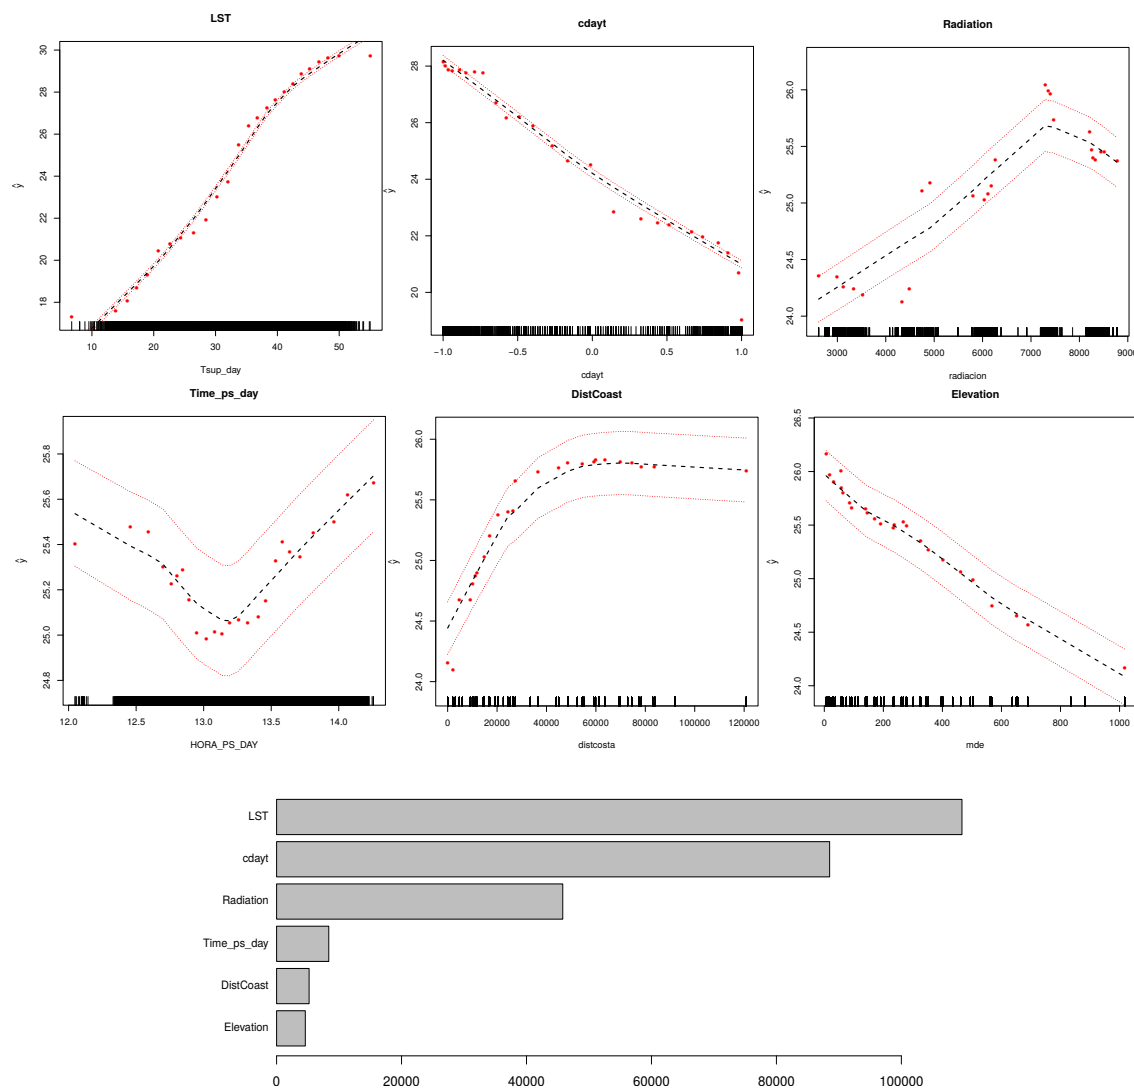 LST
30
28
26
24
22
20
18
ŷ
10 20 30 40 50
Tsup_day
cdayt
28
26
24
22
20
ŷ
−1.0 −0.5 0.0 0.5 1.0
cdayt
Radiation
26.0
25.5
25.0
24.5
24.0
ŷ
3000 4000 5000 6000 7000 8000 9000
radiacion
Time_ps_day
25.8
25.6
25.4
25.2
25.0
24.8
ŷ
12.0 12.5 13.0 13.5 14.0
HORA_PS_DAY
DistCoast
26.0
25.5
25.0
24.5
24.0
ŷ
0 20000 40000 60000 80000 100000 120000
distcosta
Elevation
26.5
26.0
25.5
25.0
24.5
24.0
ŷ
0 200 400 600 800 1000
mde
LST
cdayt
Radiation
Time_ps_day
DistCoast
Elevation
0 20000 40000 60000 80000 100000